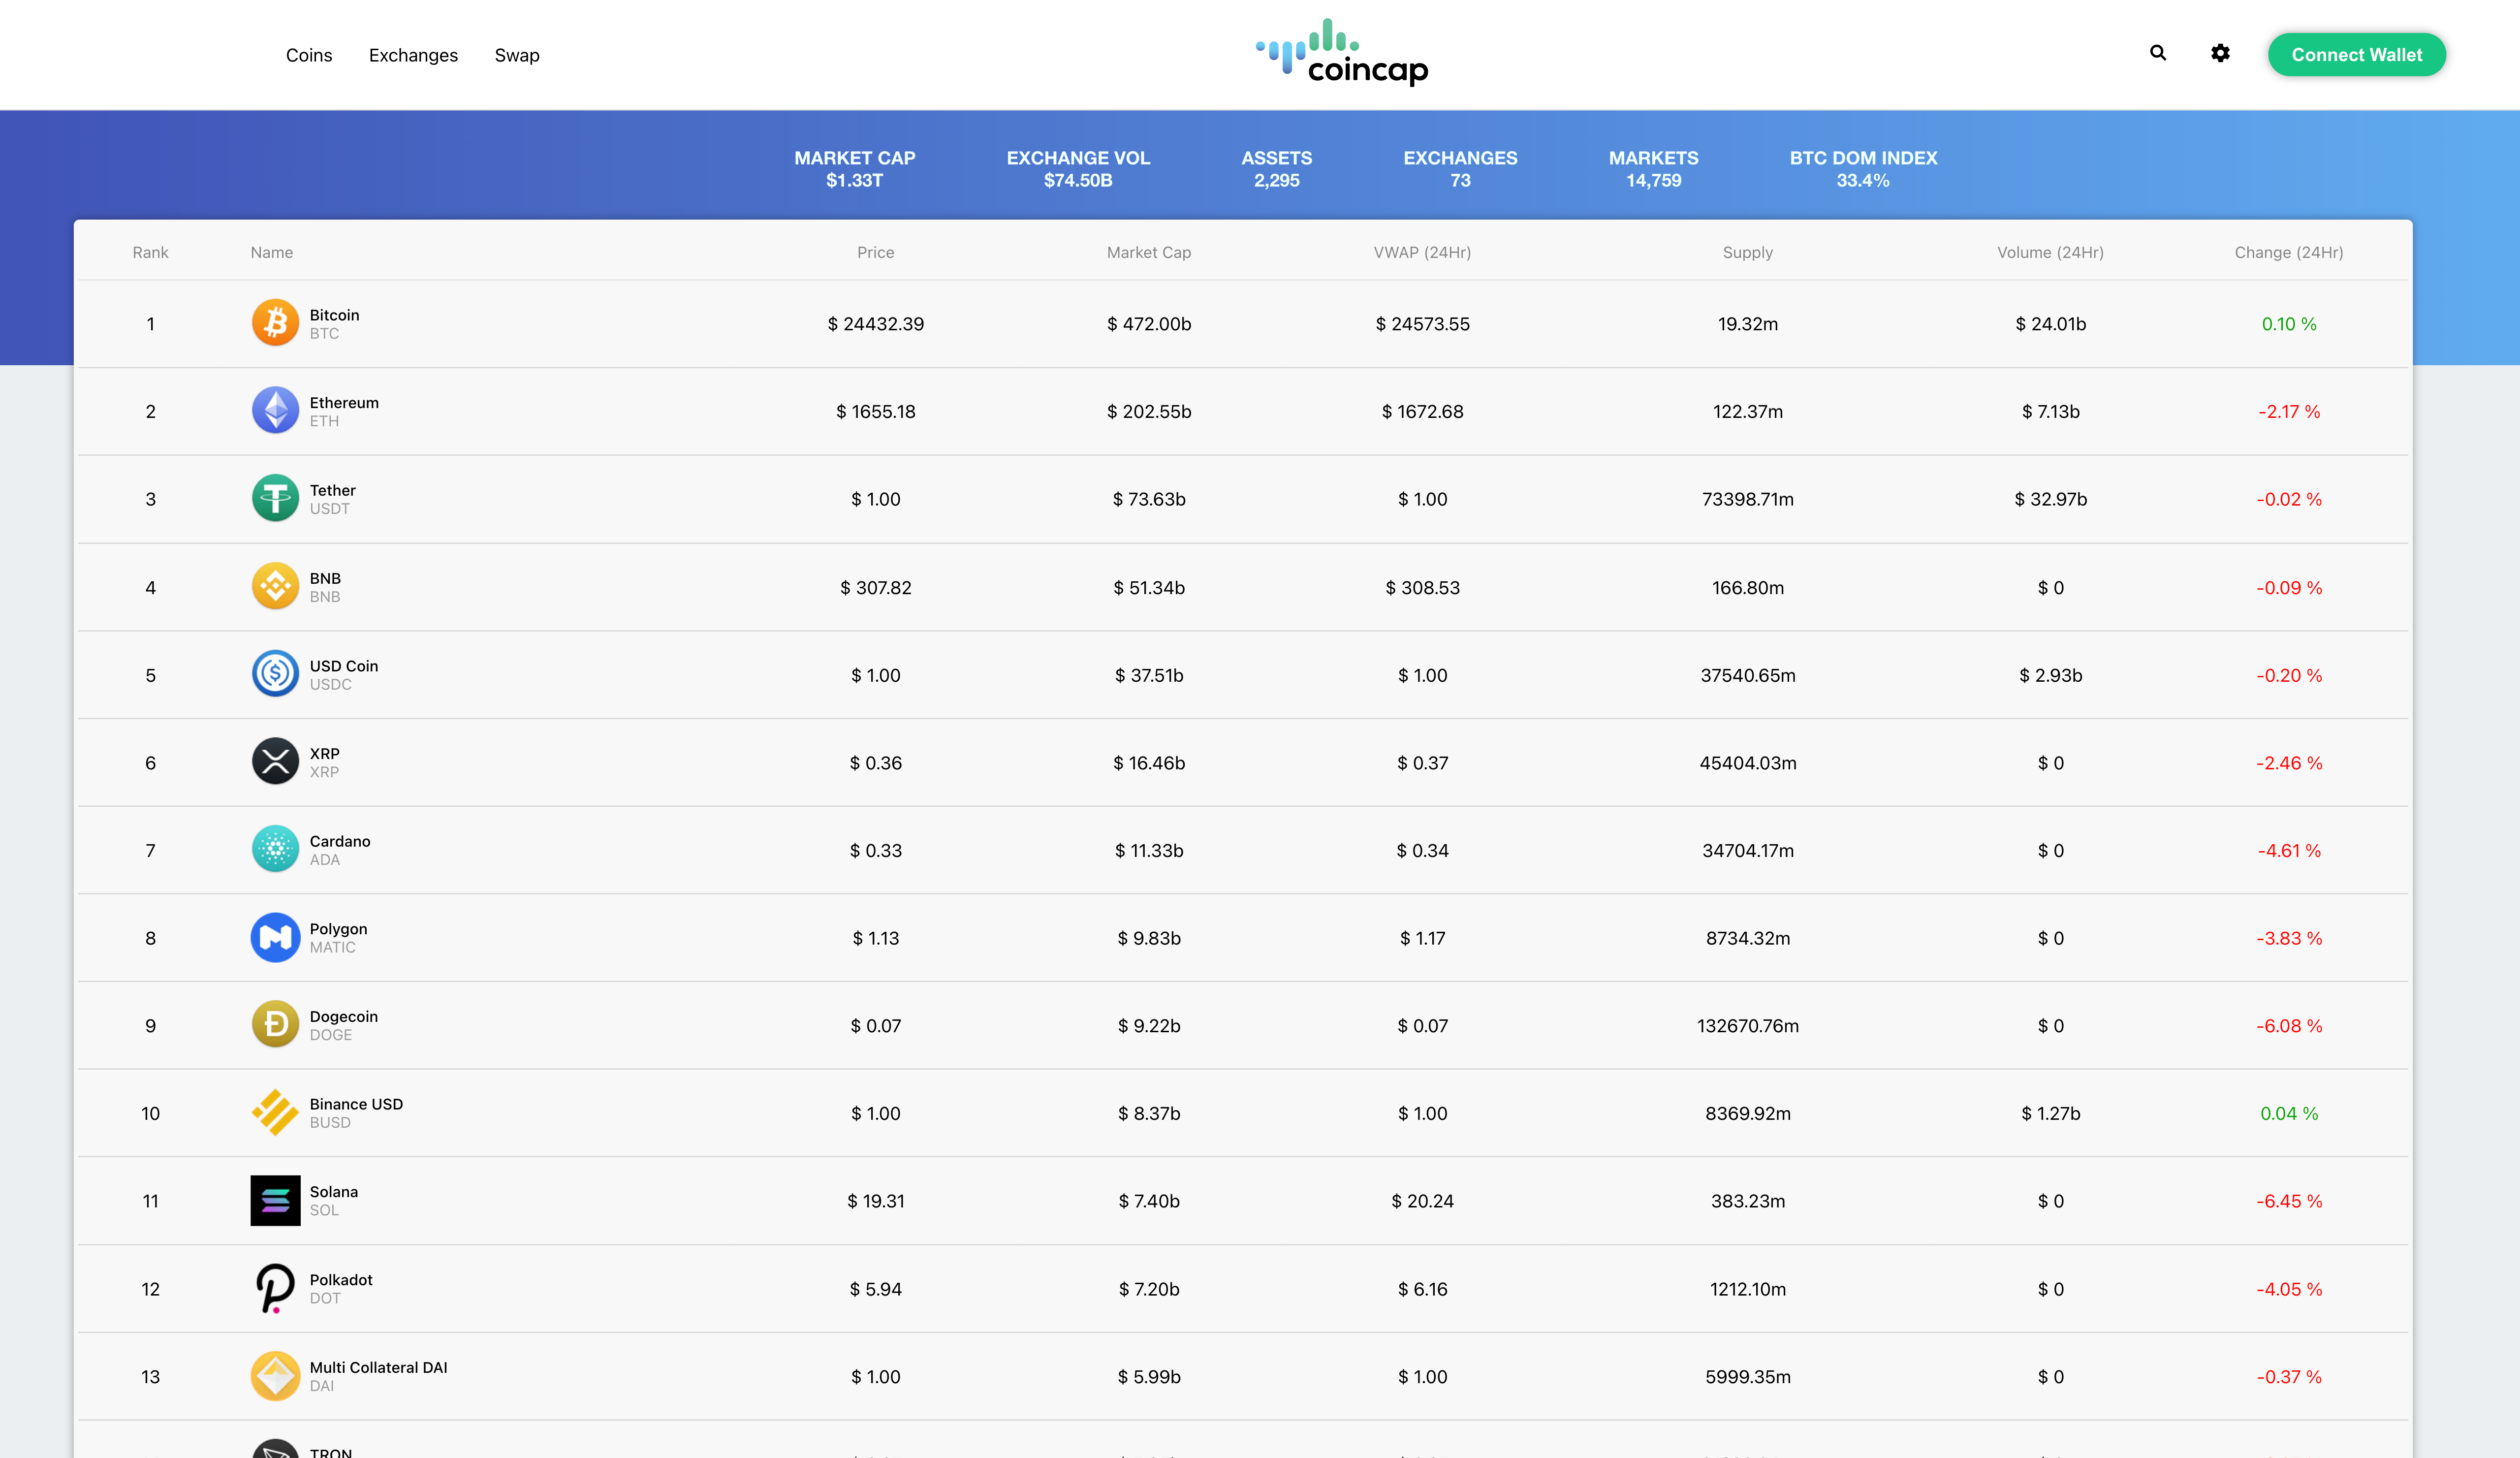 Coins Exchanges Swap
coincap
Connect Wallet
MARKET CAP EXCHANGE VOL ASSETS EXCHANGES MARKETS BTC DOM INDEX
$1.33T $74.50B 2,295 73 14,759 33.4%
Rank Name Price Market Cap VWAP (24Hr) Supply Volume (24Hr) Change (24Hr)
1 Bitcoin $ 24432.39 $ 472.00b $ 24573.55 19.32m $ 24.01b 0.10 %
BTC
2 Ethereum $ 1655.18 $ 202.55b $ 1672.68 122.37m $ 7.13b -2.17 %
ETH
3 Tether $ 1.00 $ 73.63b $ 1.00 73398.71m $ 32.97b -0.02 %
USDT
4 BNB $ 307.82 $ 51.34b $ 308.53 166.80m $ 0 -0.09 %
BNB
5 USD Coin $ 1.00 $ 37.51b $ 1.00 37540.65m $ 2.93b -0.20 %
USDC
6 XRP $ 0.36 $ 16.46b $ 0.37 45404.03m $ 0 -2.46 %
XRP
7 Cardano $ 0.33 $ 11.33b $ 0.34 34704.17m $ 0 -4.61 %
ADA
8 Polygon $ 1.13 $ 9.83b $ 1.17 8734.32m $ 0 -3.83 %
MATIC
9 Dogecoin $ 0.07 $ 9.22b $ 0.07 132670.76m $ 0 -6.08 %
DOGE
10 Binance USD $ 1.00 $ 8.37b $ 1.00 8369.92m $ 1.27b 0.04 %
BUSD
11 Solana $ 19.31 $ 7.40b $ 20.24 383.23m $ 0 -6.45 %
SOL
12 Polkadot $ 5.94 $ 7.20b $ 6.16 1212.10m $ 0 -4.05 %
DOT
13 Multi Collateral DAI $ 1.00 $ 5.99b $ 1.00 5999.35m $ 0 -0.37 %
DAI
TRON